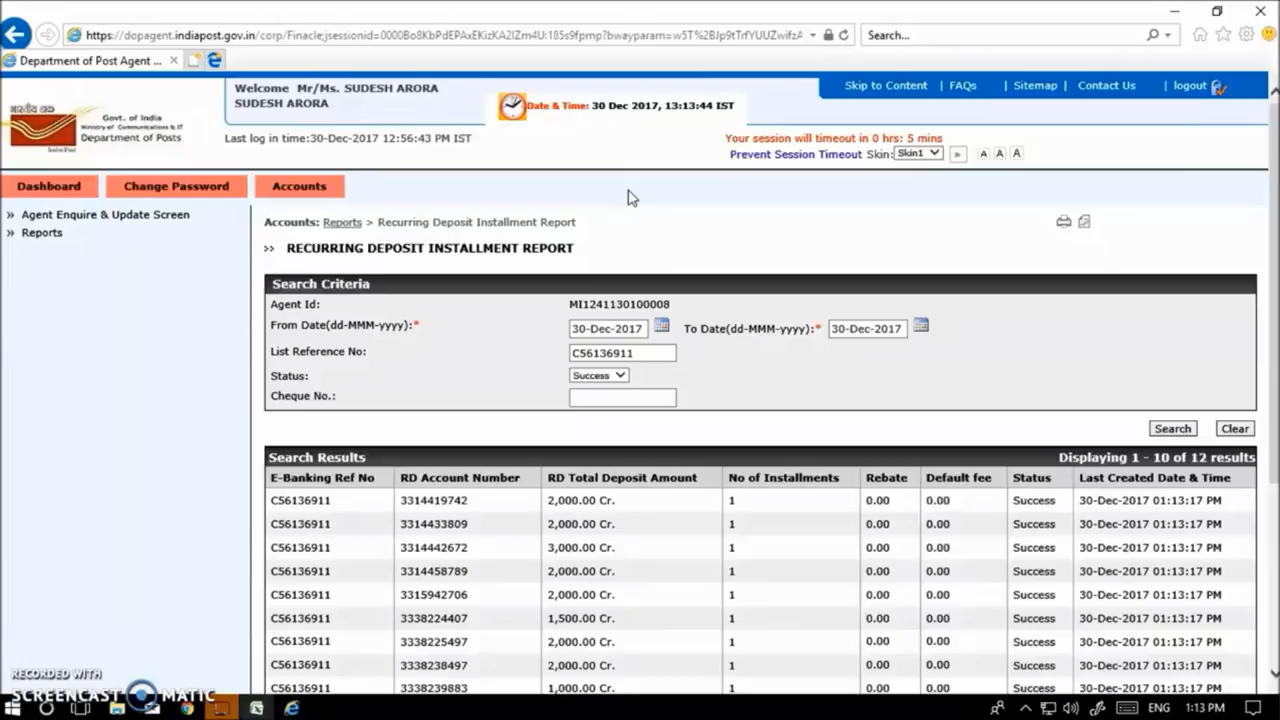 https://dopagent.indiapost.gov.in/corp/Finacle;jsessionid=
Search...
Department of Post Agent ...
Welcome Mr/Ms. SUDESH ARORA
SUDESH ARORA
Date & Time: 30 Dec 2017, 13:13:44 IST
Skip to Content | FAQs | Sitemap | Contact Us | logout
भारतीय डाक
Govt. of India
Ministry of Communications & IT
Department of Posts
Last log in time:30-Dec-2017 12:56:43 PM IST
Your session will timeout in 0 hrs: 5 mins
Prevent Session Timeout Skin: Skin1 » A A A
Dashboard Change Password Accounts
» Agent Enquire & Update Screen
» Reports
Accounts: Reports > Recurring Deposit Installment Report
>> RECURRING DEPOSIT INSTALLMENT REPORT
Search Criteria
Agent Id: MI1241130100008
From Date(dd-MMM-yyyy):* 30-Dec-2017 To Date(dd-MMM-yyyy):* 30-Dec-2017
List Reference No: C56136911
Status: Success
Cheque No.:
Search Clear
Search Results Displaying 1 - 10 of 12 results
E-Banking Ref No RD Account Number RD Total Deposit Amount No of Installments Rebate Default fee Status Last Created Date & Time
C56136911 3314419742 2,000.00 Cr. 1 0.00 0.00 Success 30-Dec-2017 01:13:17 PM
C56136911 3314433809 2,000.00 Cr. 1 0.00 0.00 Success 30-Dec-2017 01:13:17 PM
C56136911 3314442672 3,000.00 Cr. 1 0.00 0.00 Success 30-Dec-2017 01:13:17 PM
C56136911 3314458789 2,000.00 Cr. 1 0.00 0.00 Success 30-Dec-2017 01:13:17 PM
C56136911 3315942706 2,000.00 Cr. 1 0.00 0.00 Success 30-Dec-2017 01:13:17 PM
C56136911 3338224407 1,500.00 Cr. 1 0.00 0.00 Success 30-Dec-2017 01:13:17 PM
C56136911 3338225497 2,000.00 Cr. 1 0.00 0.00 Success 30-Dec-2017 01:13:17 PM
C56136911 3338238497 2,000.00 Cr. 1 0.00 0.00 Success 30-Dec-2017 01:13:17 PM
C56136911 3338239883 1,000.00 Cr. 1 0.00 0.00 Success 30-Dec-2017 01:13:17 PM
RECORDED WITH
SCREENCAST MATIC
ENG 1:13 PM